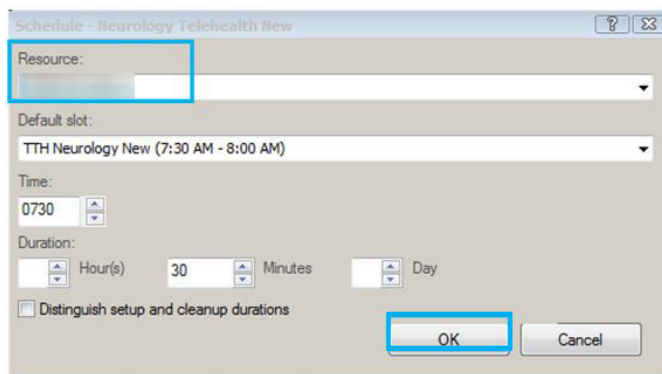 Schedule - Neurology Telehealth New
Resource:
Default slot:
TTH Neurology New (7:30 AM - 8:00 AM)
Time:
0730
Duration:
Hour(s) 30 Minutes Day
Distinguish setup and cleanup durations
OK Cancel